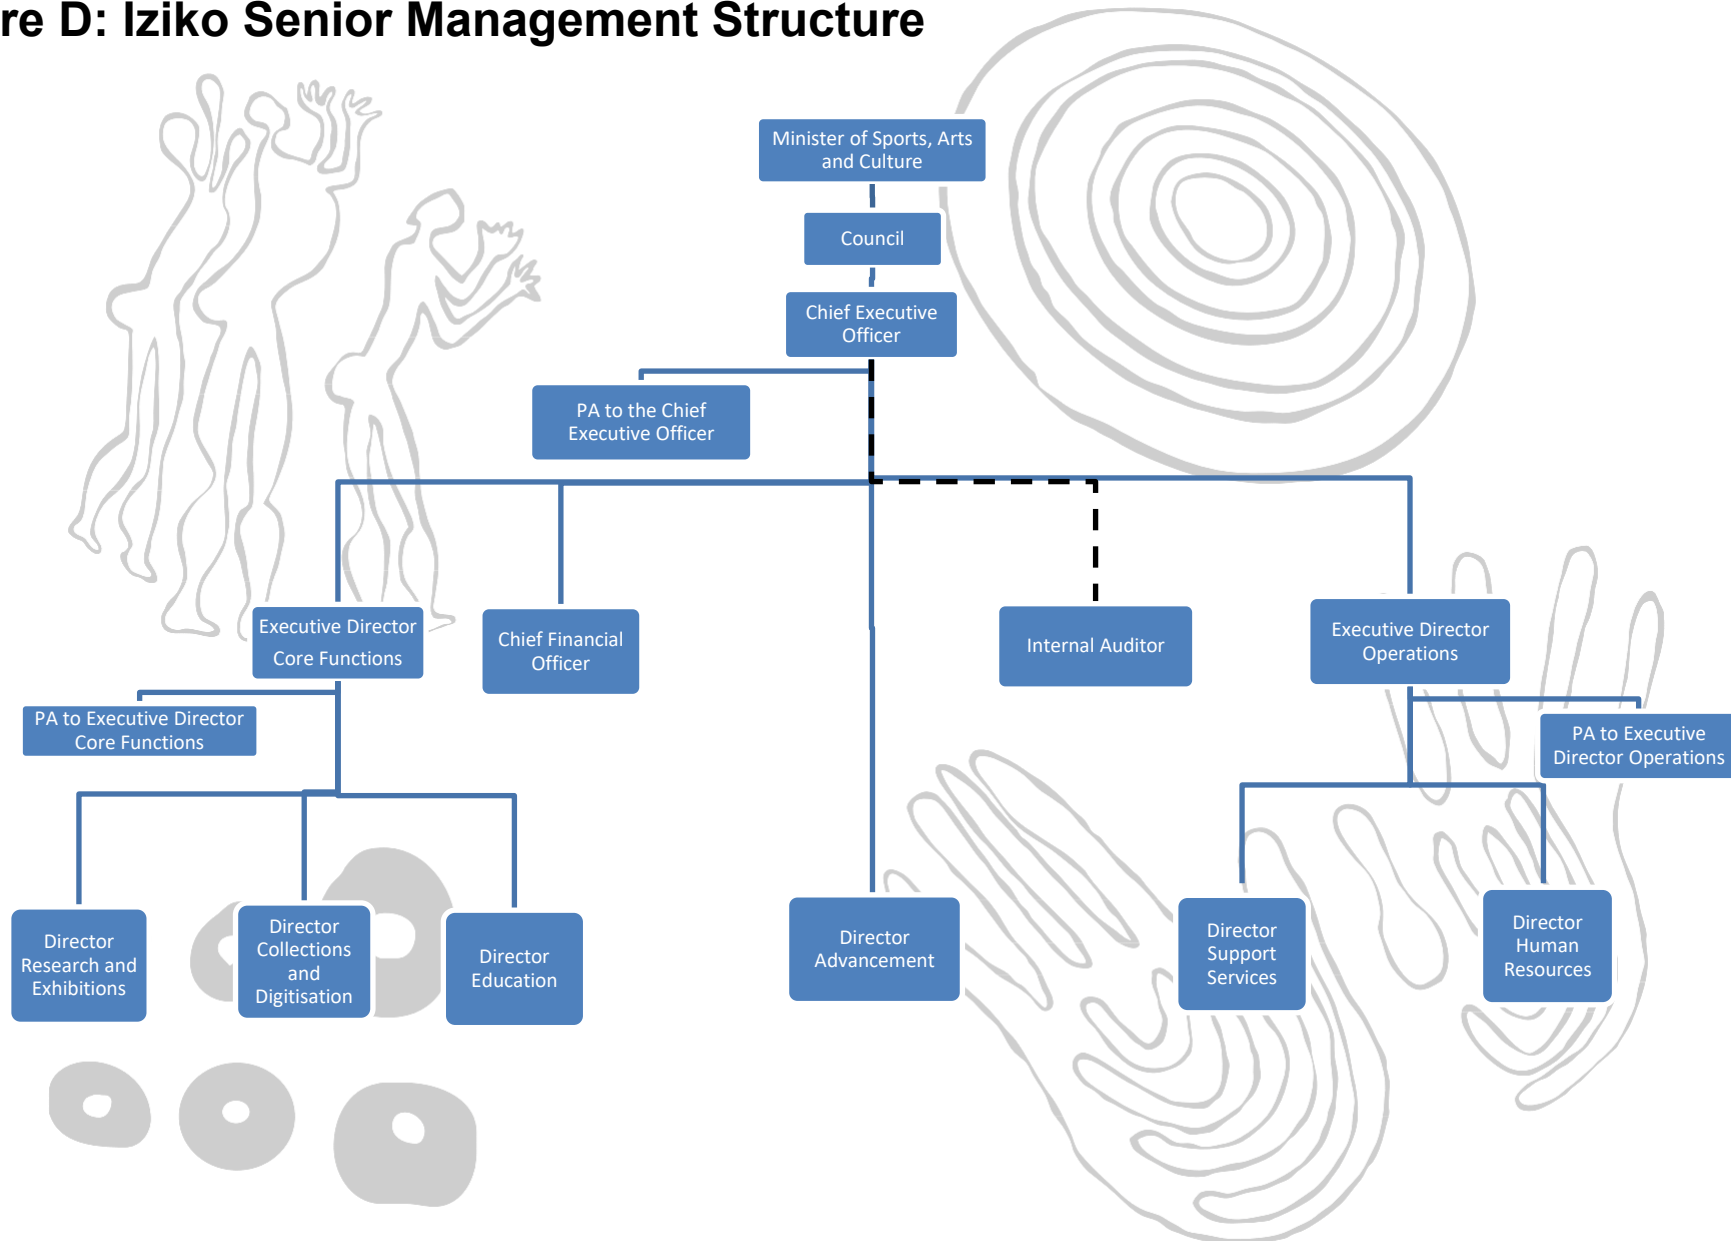 re D: Iziko Senior Management Structure
Minister of Sports, Arts
and Culture
Council
Chief Executive
Officer
PA to the Chief
Executive Officer
Executive Director
Core Functions
Chief Financial
Officer
Internal Auditor
Executive Director
Operations
PA to Executive Director
Core Functions
PA to Executive
Director Operations
Director
Research and
Exhibitions
Director
Collections
and
Digitisation
Director
Education
Director
Advancement
Director
Support
Services
Director
Human
Resources